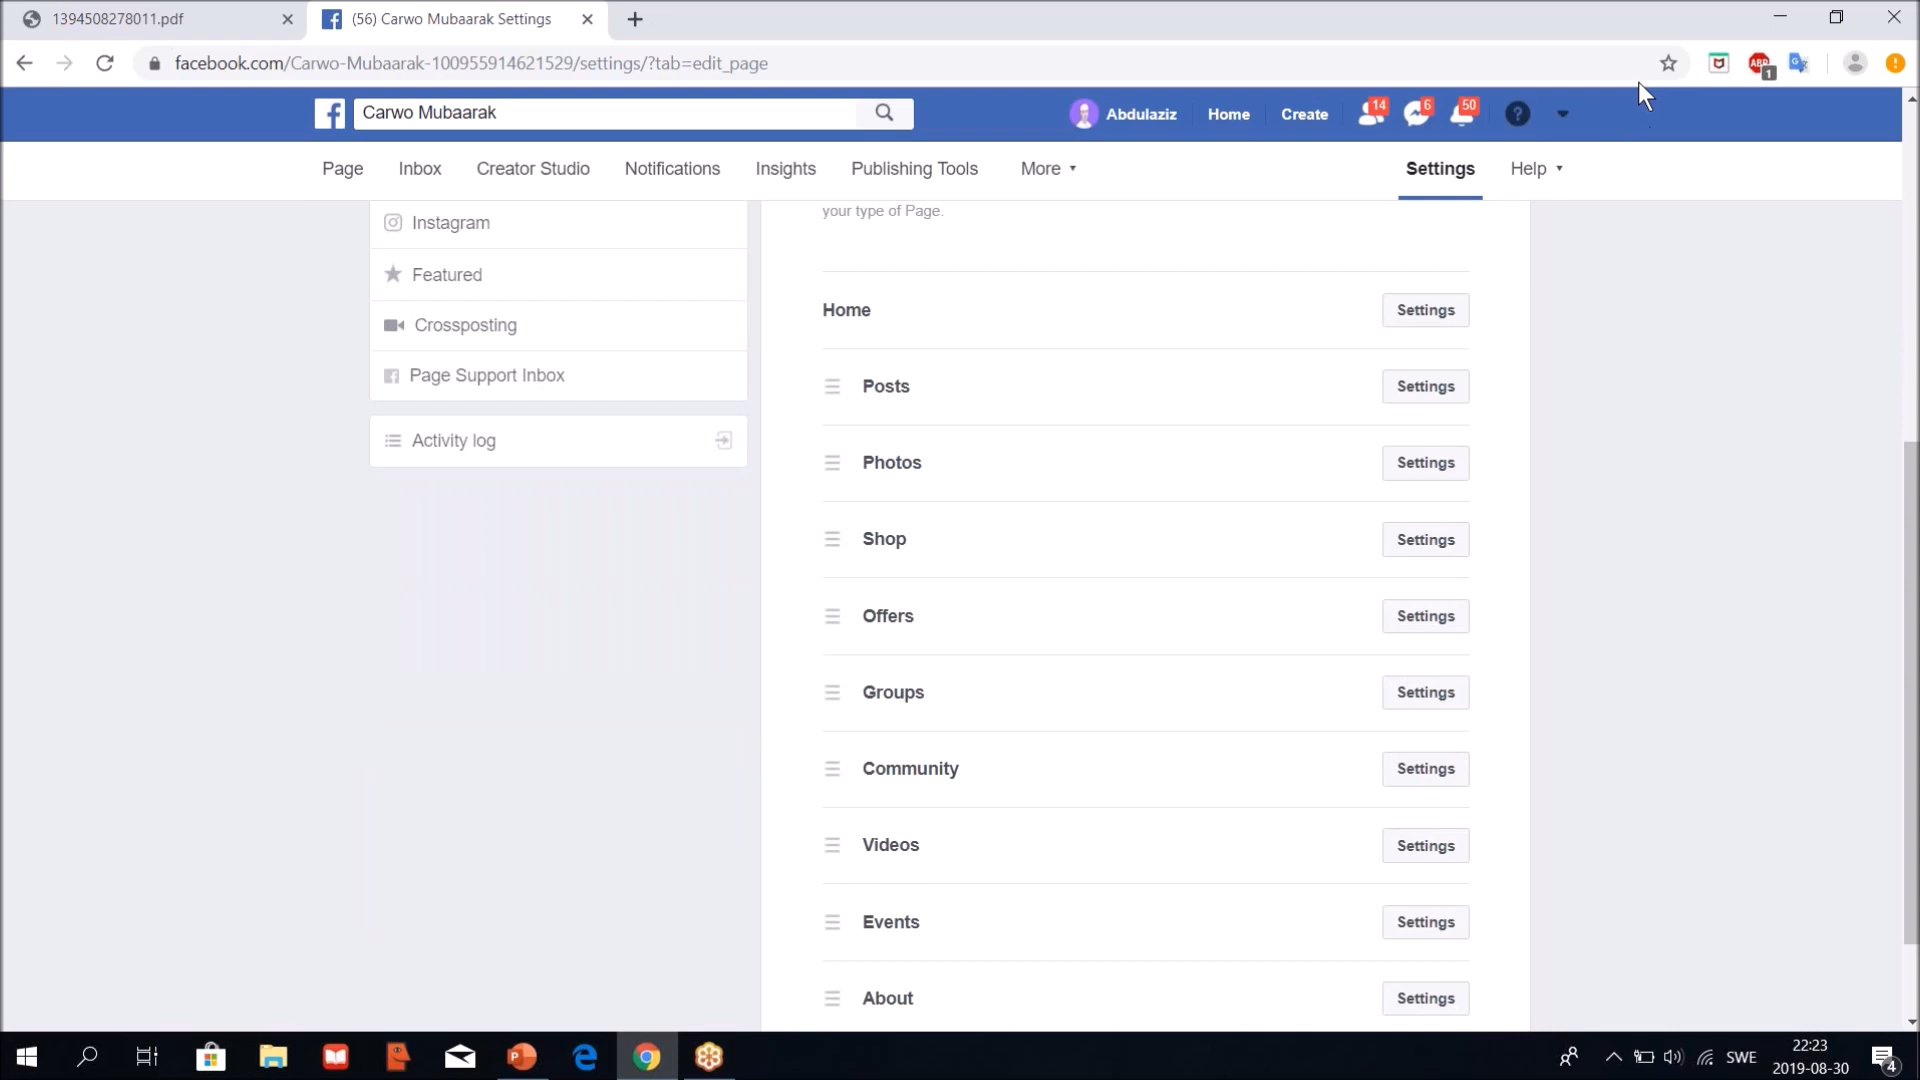 1394508278011.pdf
(56) Carwo Mubaarak Settings
facebook.com/Carwo-Mubaarak-100955914621529/settings/?tab=edit_page
ABP
1
Carwo Mubaarak
Abdulaziz
Home
Create
14
6
50
?
Page
Inbox
Creator Studio
Notifications
Insights
Publishing Tools
More
Settings
Help
your type of Page.
Instagram
Featured
Crossposting
Page Support Inbox
Activity log
Home
Settings
Posts
Settings
Photos
Settings
Shop
Settings
Offers
Settings
Groups
Settings
Community
Settings
Videos
Settings
Events
Settings
About
Settings
SWE
22:23
2019-08-30
4